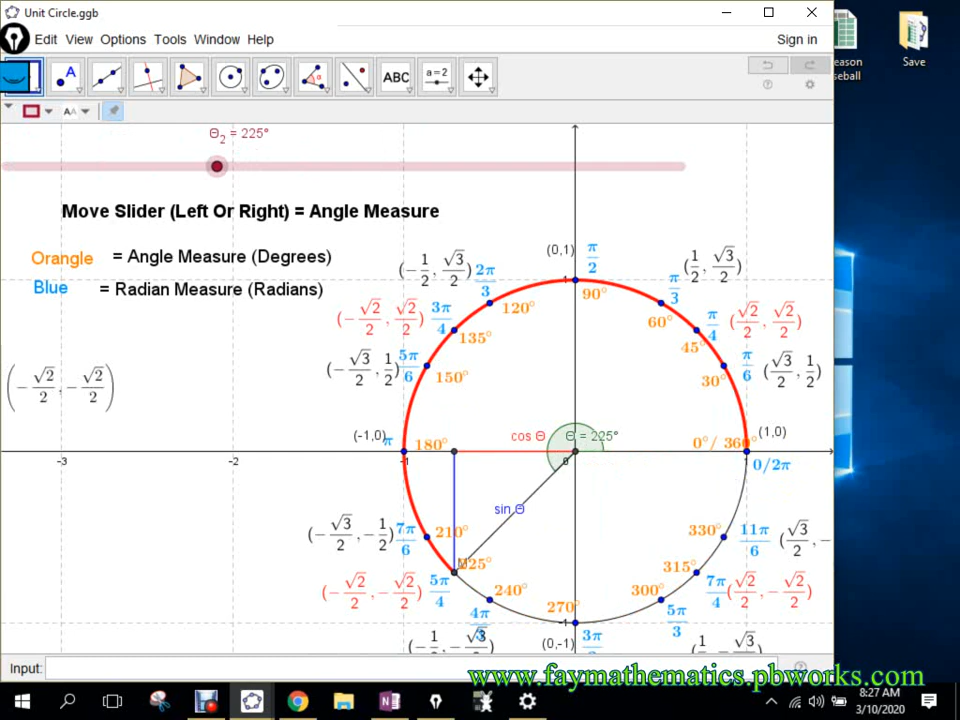 Unit Circle.ggb
Edit View Options Tools Window Help
Sign in
ABC
a=2
AA
Save
Θ₂ = 225°
Move Slider (Left Or Right) = Angle Measure
Orangle = Angle Measure (Degrees)
Blue = Radian Measure (Radians)
(-√2/2, -√2/2)
(0,1) π/2
90°
(1/2, √3/2) π/3
60°
(√2/2, √2/2) π/4
45°
(√3/2, 1/2) π/6
30°
(-1/2, √3/2) 2π/3
120°
(-√2/2, √2/2) 3π/4
135°
(-√3/2, 1/2) 5π/6
150°
(-1,0) π
180°
cos Θ
Θ = 225°
0°/ 360°
(1,0)
0/2π
-3 -2 -1 0
1
-1
sin Θ
(-√3/2, -1/2) 7π/6
210°
(-√2/2, -√2/2) 5π/4
225°
240°
4π/3
270°
(0,-1)
300°
5π/3
315°
7π/4 (√2/2, -√2/2)
330°
11π/6
Input:
www.faymathematics.pbworks.com
8:27 AM
3/10/2020